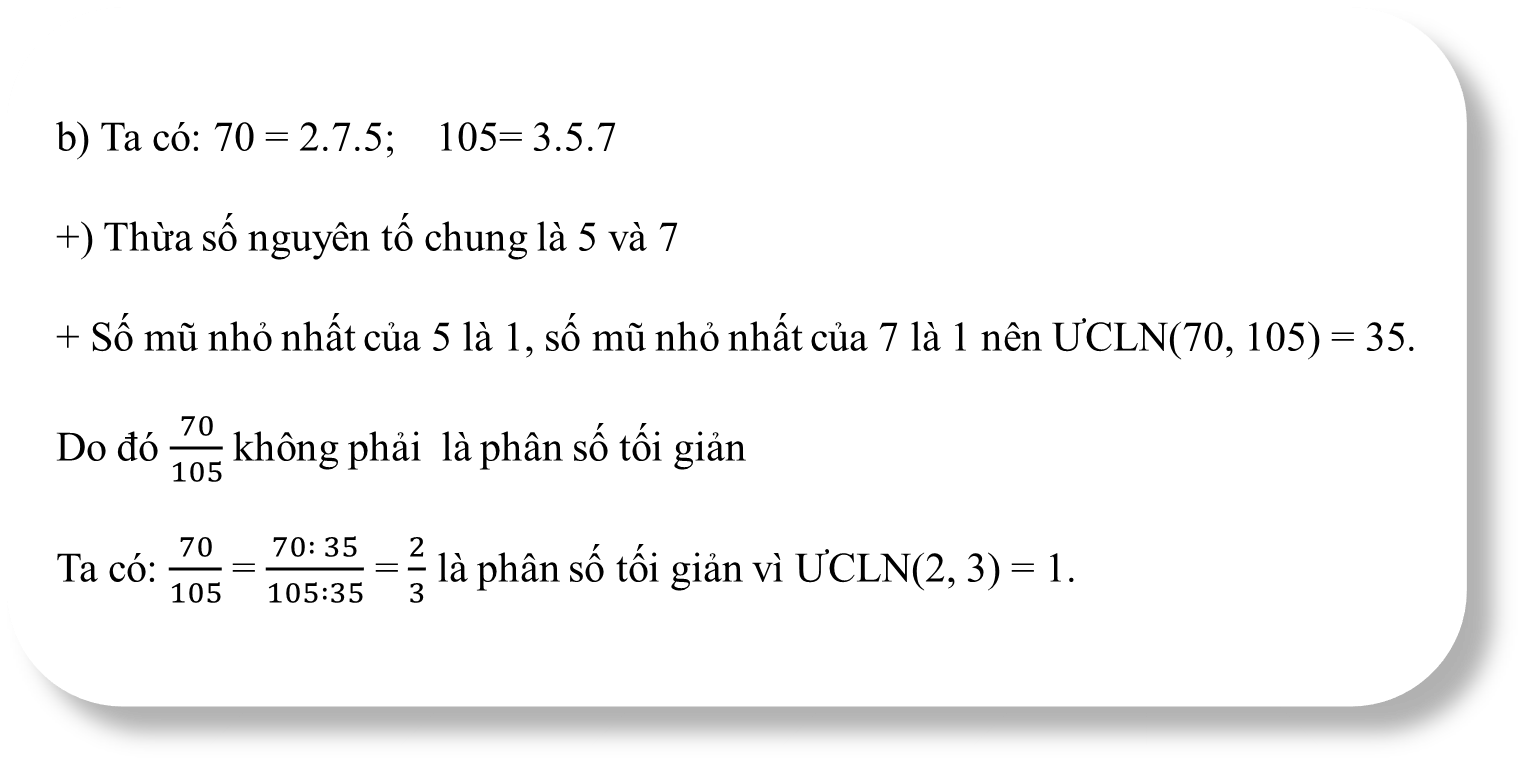 b) Ta có: 70 = 2.7.5; 105= 3.5.7
+) Thừa số nguyên tố chung là 5 và 7
+ Số mũ nhỏ nhất của 5 là 1, số mũ nhỏ nhất của 7 là 1 nên ƯCLN(70, 105) = 35.
Do đó 70/105 không phải là phân số tối giản
Ta có: 70/105 = 70: 35/105:35 = 2/3 là phân số tối giản vì ƯCLN(2, 3) = 1.